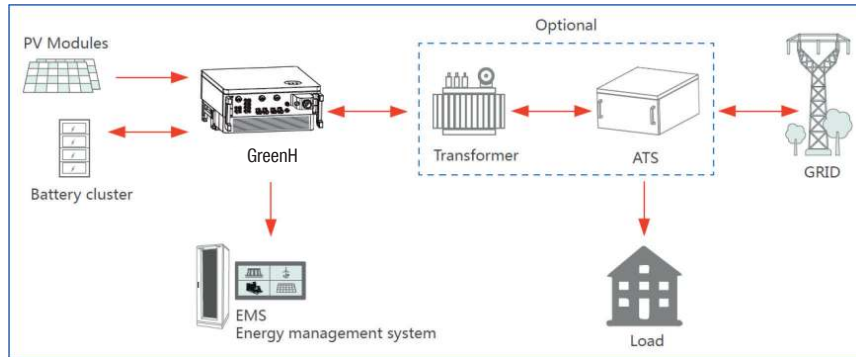 Optional
PV Modules
GreenH
Transformer
ATS
Battery cluster
GRID
EMS
Energy management system
Load